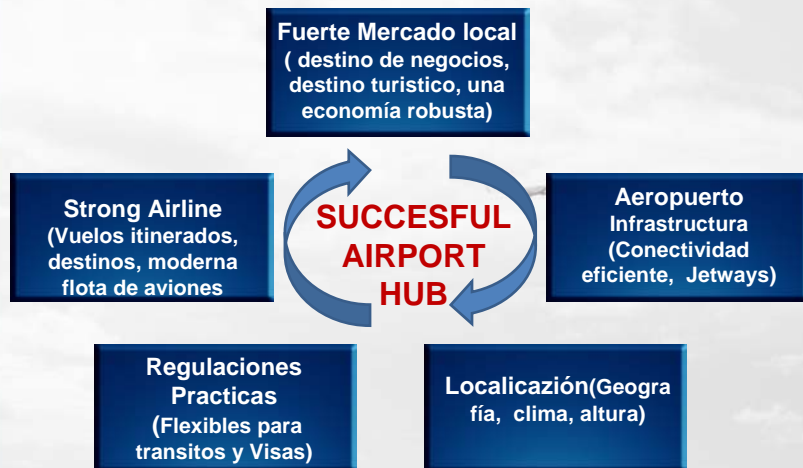 Fuerte Mercado local
( destino de negocios,
destino turistico, una
economía robusta)
Strong Airline
(Vuelos itinerados,
destinos, moderna
flota de aviones
SUCCESFUL
AIRPORT
HUB
Aeropuerto
Infrastructura
(Conectividad
eficiente, Jetways)
Regulaciones
Practicas
(Flexibles para
transitos y Visas)
Localicazión(Geogra
fía, clima, altura)